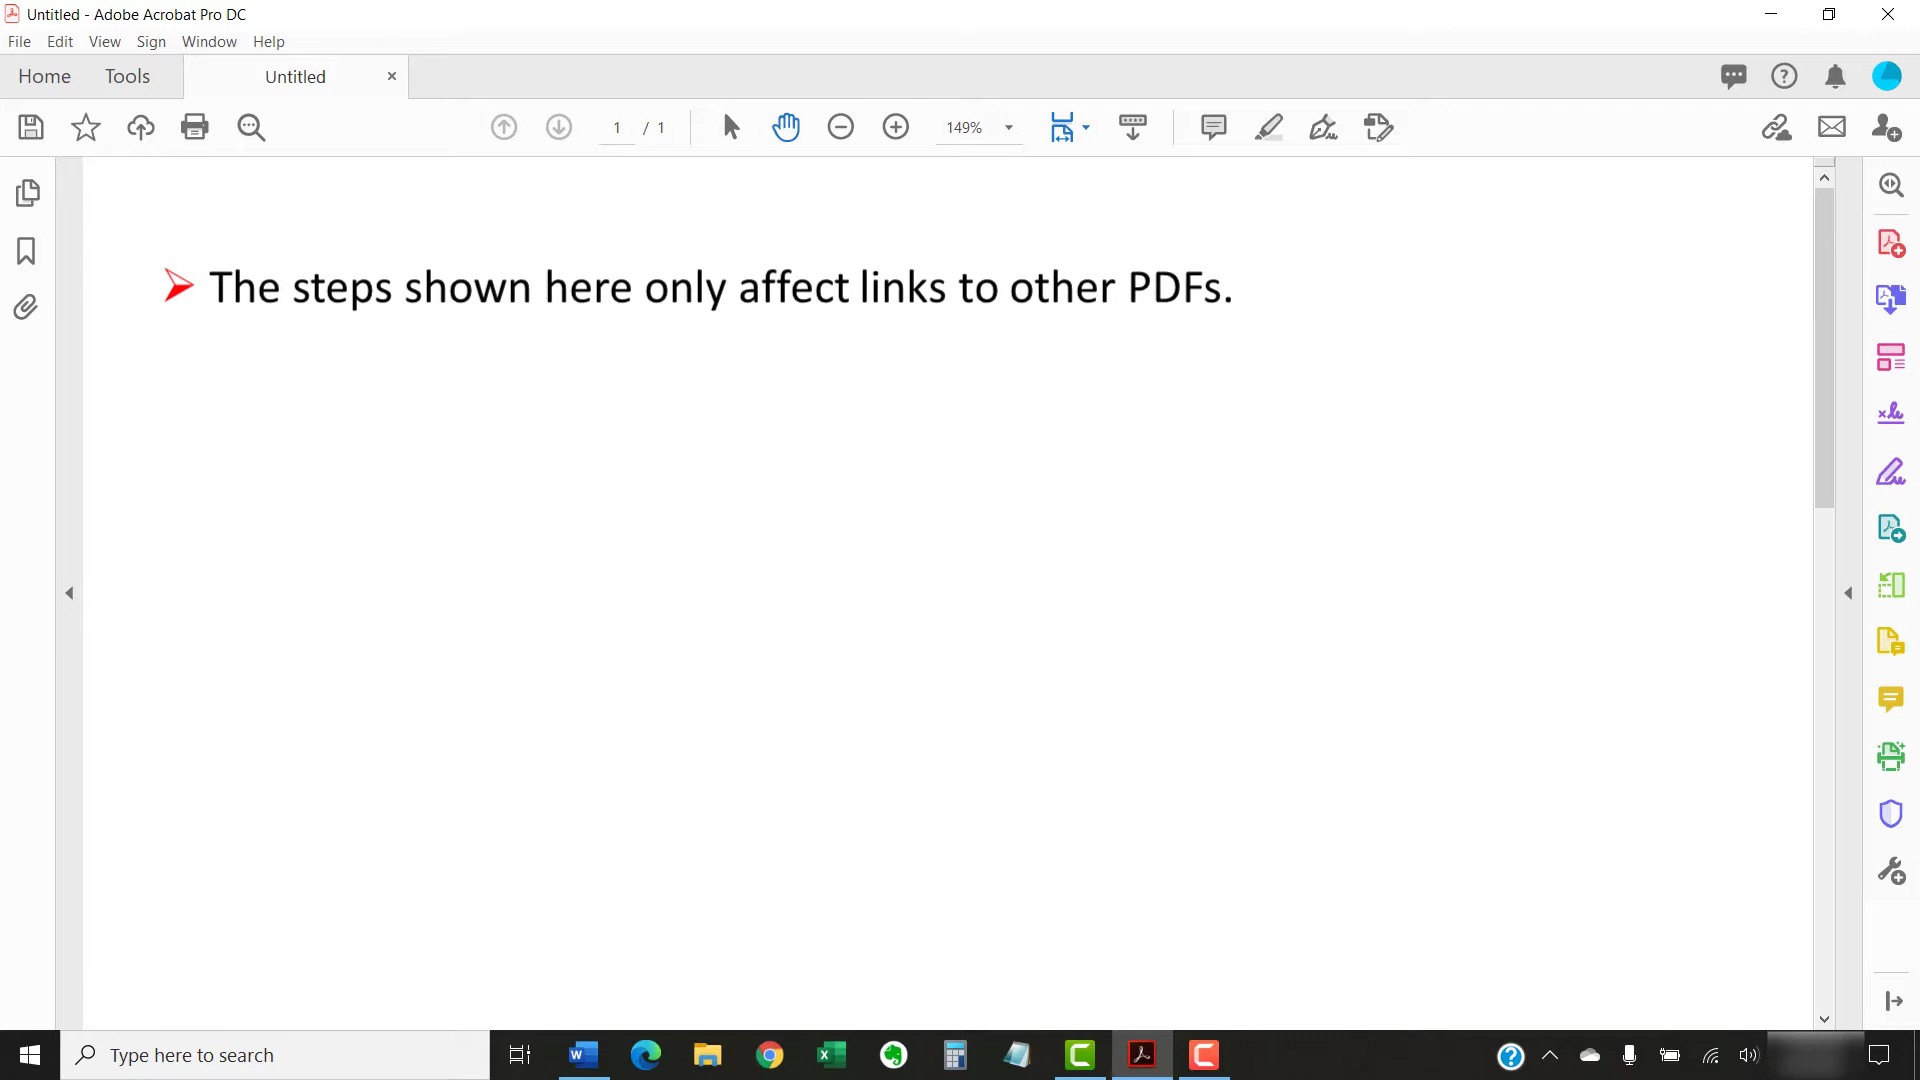 Untitled - Adobe Acrobat Pro DC
File Edit View Sign Window Help
Home Tools Untitled
1 / 1 149%
The steps shown here only affect links to other PDFs.
Type here to search